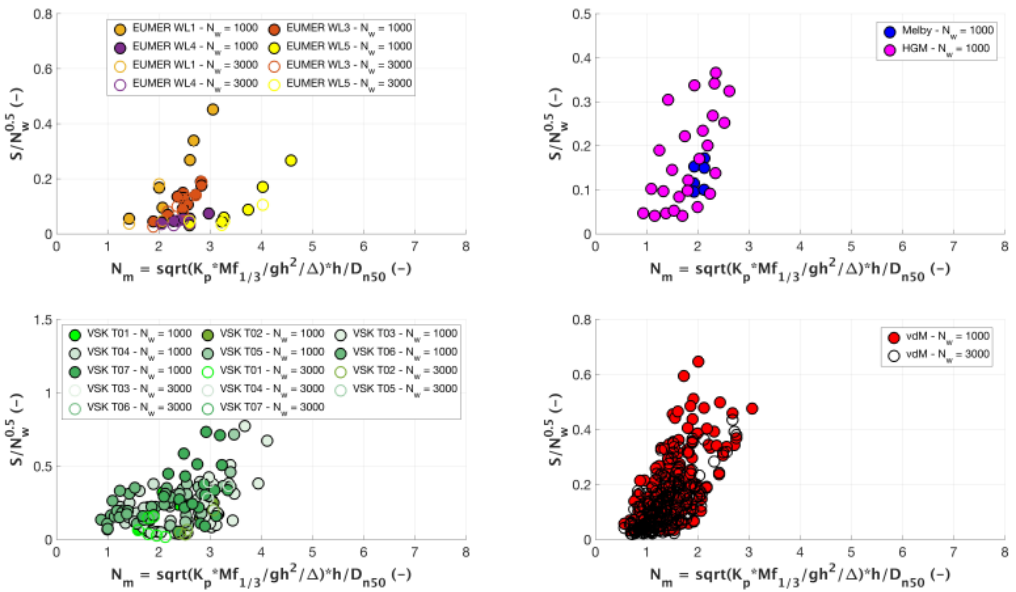 0.8
0.6
0.4
0.2
0
S/N_w^0.5 (-)
EUMER WL1 - N_w = 1000
EUMER WL3 - N_w = 1000
EUMER WL4 - N_w = 1000
EUMER WL5 - N_w = 1000
EUMER WL1 - N_w = 3000
EUMER WL3 - N_w = 3000
EUMER WL4 - N_w = 3000
EUMER WL5 - N_w = 3000
0 1 2 3 4 5 6 7 8
N_m = sqrt(K_p*Mf_1/3/gh^2/Δ)*h/D_n50 (-)
0.5
0.4
0.3
0.2
0.1
0
S/N_w^0.5 (-)
Melby - N_w = 1000
HGM - N_w = 1000
0 1 2 3 4 5 6 7 8
N_m = sqrt(K_p*Mf_1/3/gh^2/Δ)*h/D_n50 (-)
1.5
1
0.5
0
S/N_w^0.5 (-)
VSK T01 - N_w = 1000
VSK T02 - N_w = 1000
VSK T03 - N_w = 1000
VSK T04 - N_w = 1000
VSK T05 - N_w = 1000
VSK T06 - N_w = 1000
VSK T07 - N_w = 1000
VSK T01 - N_w = 3000
VSK T02 - N_w = 3000
VSK T03 - N_w = 3000
VSK T04 - N_w = 3000
VSK T05 - N_w = 3000
VSK T06 - N_w = 3000
VSK T07 - N_w = 3000
0 1 2 3 4 5 6 7 8
N_m = sqrt(K_p*Mf_1/3/gh^2/Δ)*h/D_n50 (-)
0.8
0.6
0.4
0.2
0
S/N_w^0.5 (-)
vdM - N_w = 1000
vdM - N_w = 3000
0 1 2 3 4 5 6 7 8
N_m = sqrt(K_p*Mf_1/3/gh^2/Δ)*h/D_n50 (-)